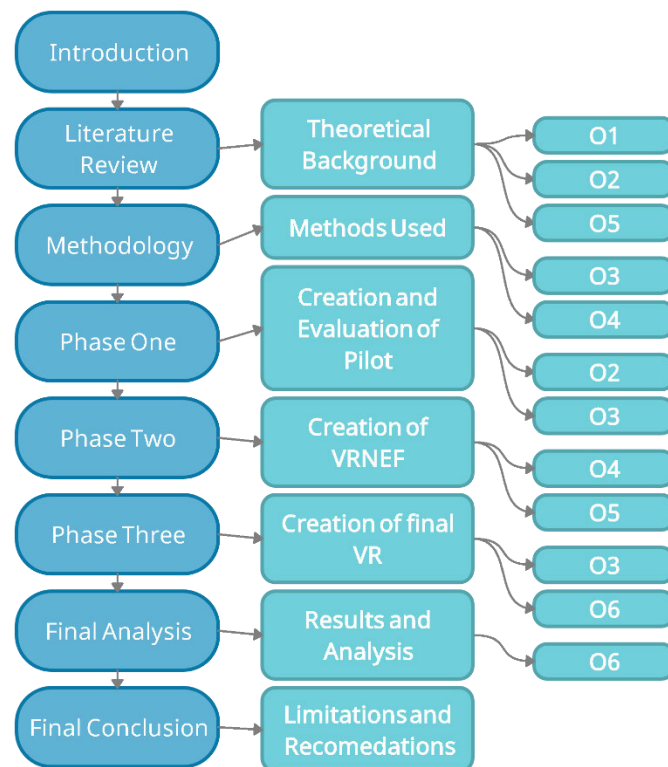 Introduction
Literature
Review
Theoretical
Background
O1
O2
O5
Methodology
Methods Used
O3
O4
Phase One
Creation and
Evaluation of
Pilot
O2
O3
Phase Two
Creation of
VRNEF
O4
O5
Phase Three
Creation of final
VR
O3
O6
Final Analysis
Results and
Analysis
O6
Final Conclusion
Limitations and
Recomedations